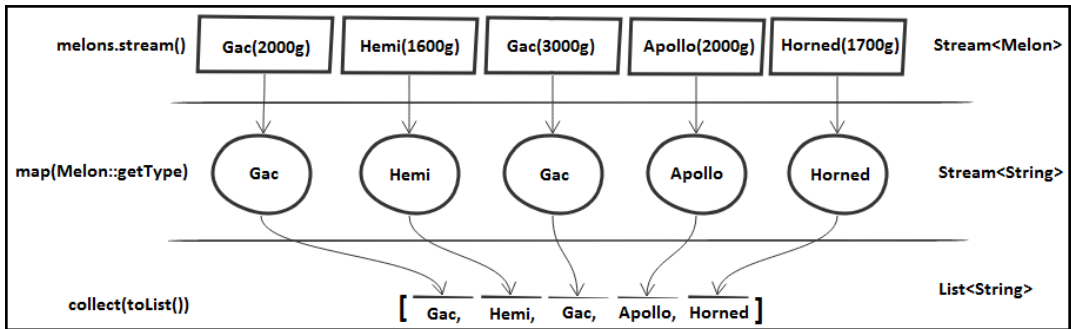 melons.stream() Gac(2000g) Hemi(1600g) Gac(3000g) Apollo(2000g) Horned(1700g) Stream<Melon>
map(Melon::getType) Gac Hemi Gac Apollo Horned Stream<String>
collect(toList()) [ Gac, Hemi, Gac, Apollo, Horned ] List<String>